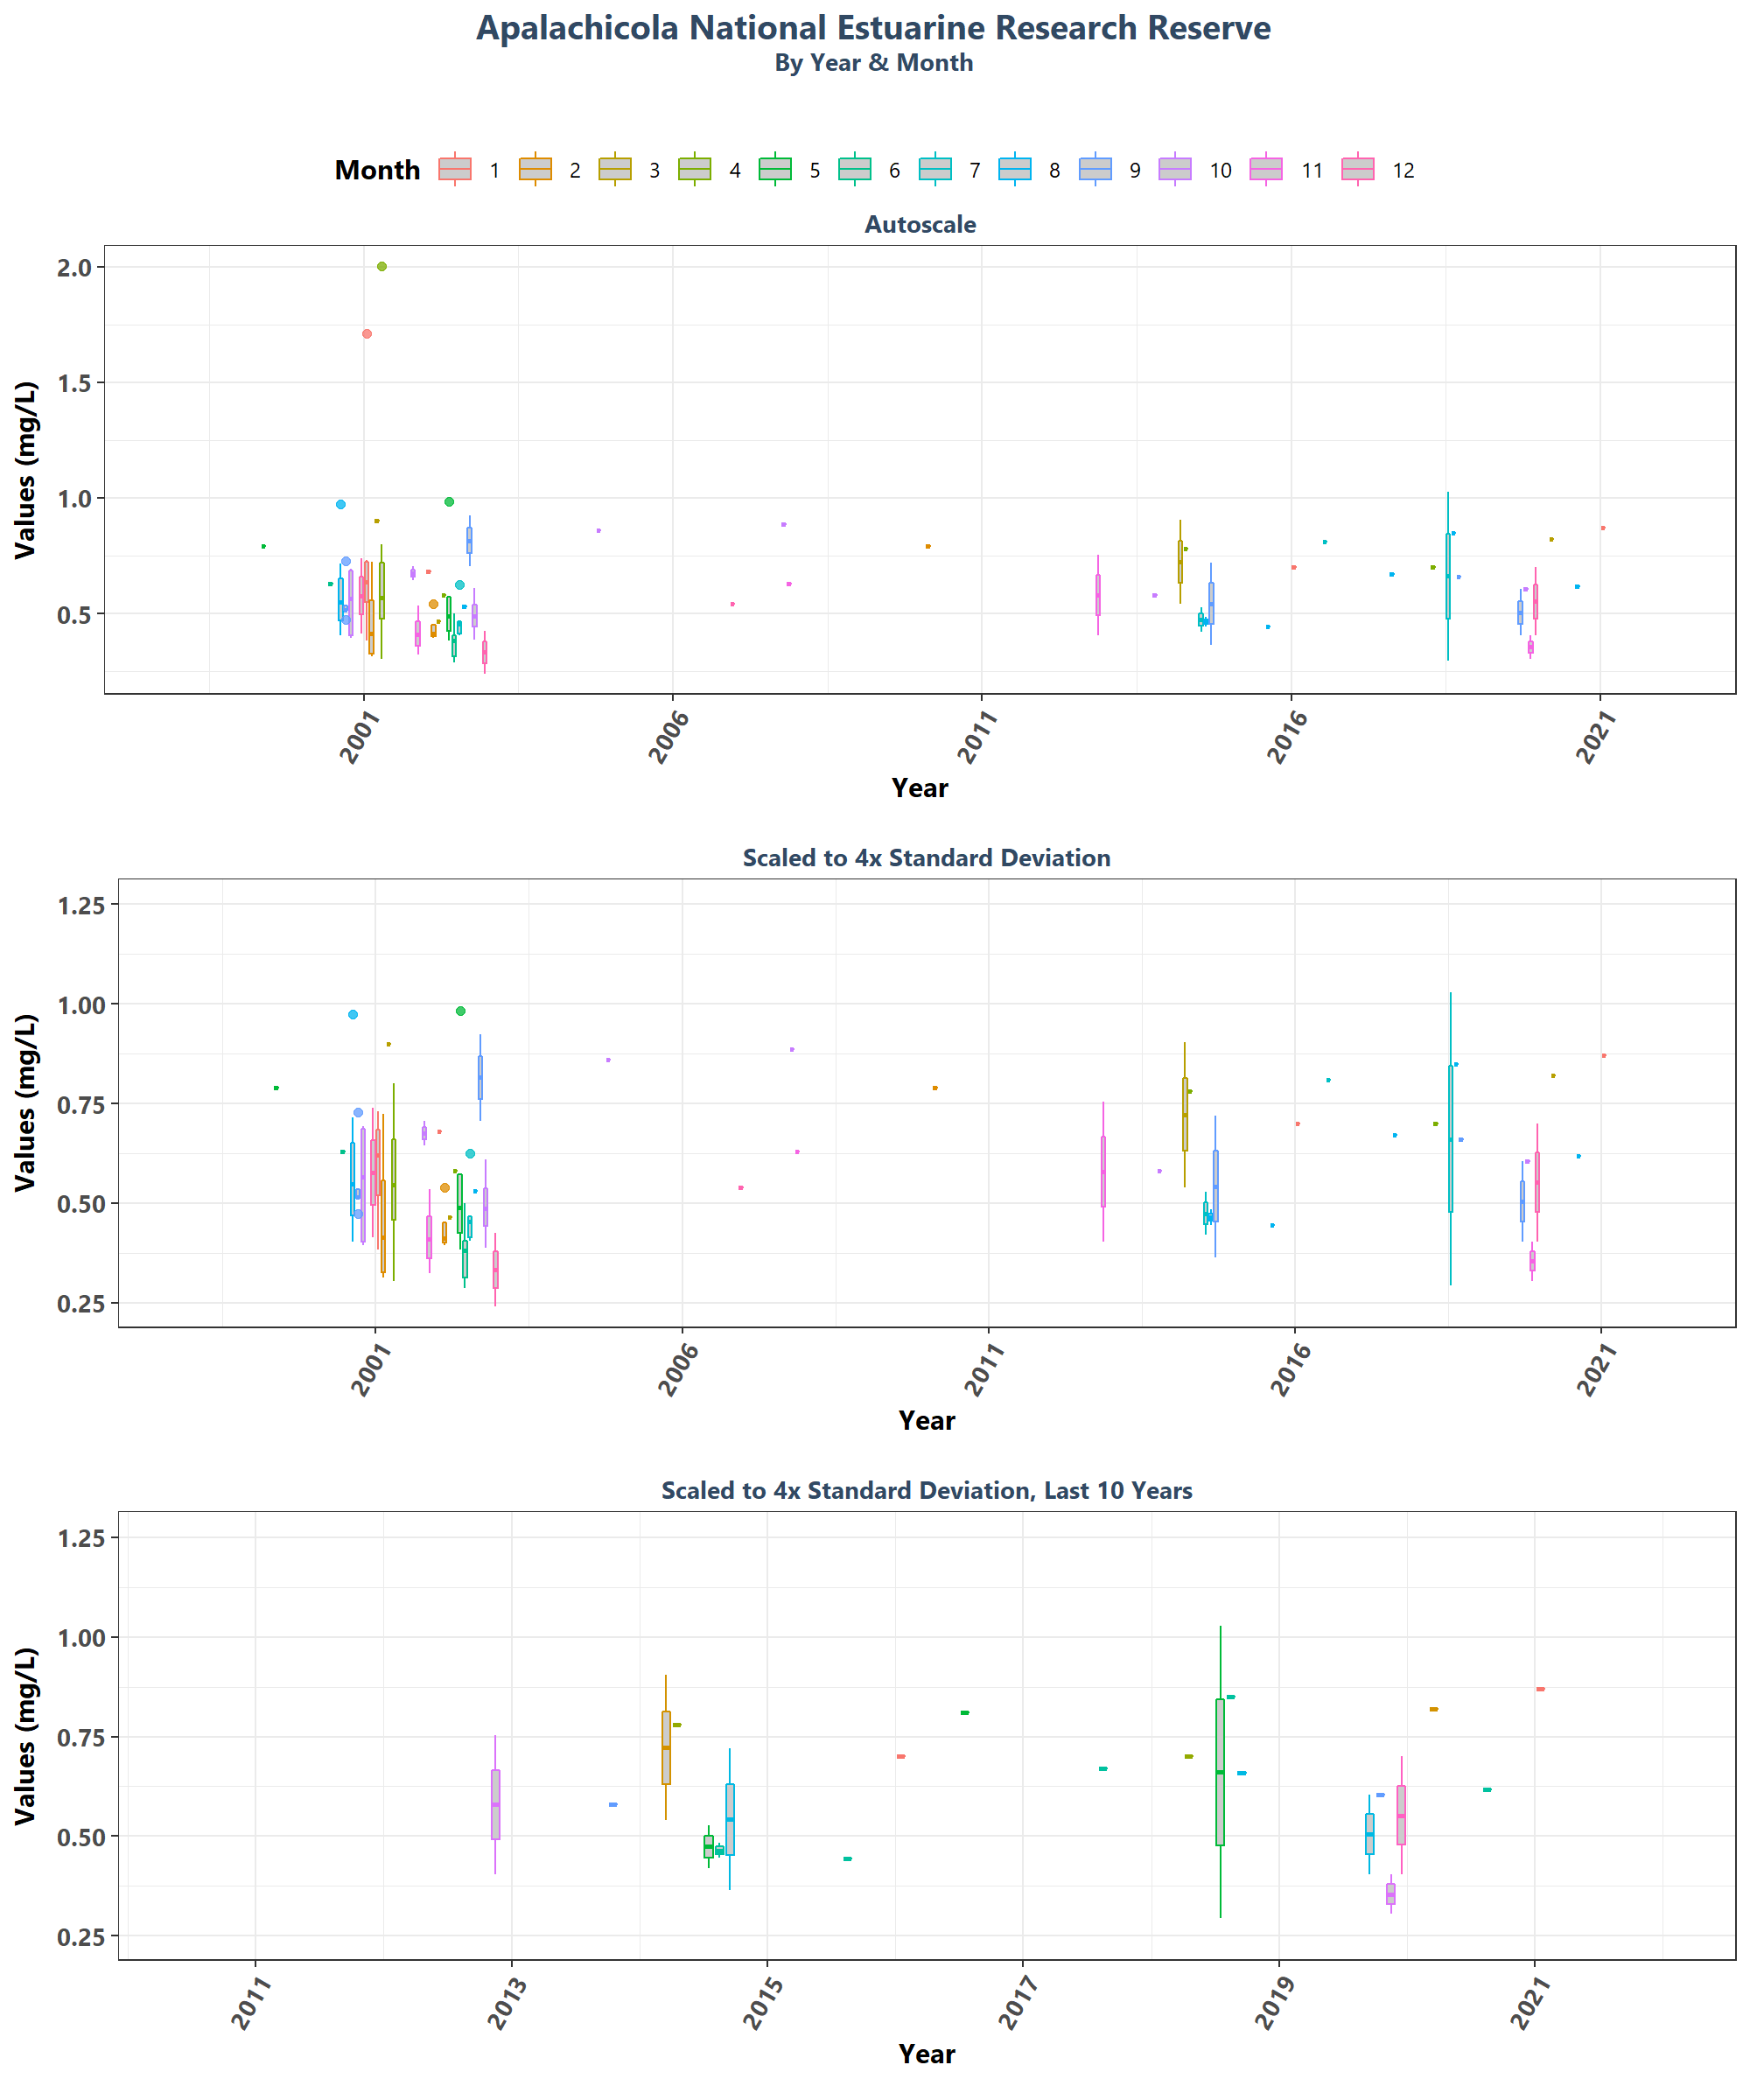 Apalachicola National Estuarine Research Reserve
By Year & Month
Month 1 2 3 4 5 6 7 8 9 10 11 12
Autoscale
Values (mg/L)
2.0
1.5
1.0
0.5
2001 2006 2011 2016 2021
Year
Scaled to 4x Standard Deviation
Values (mg/L)
1.25
1.00
0.75
0.50
0.25
2001 2006 2011 2016 2021
Year
Scaled to 4x Standard Deviation, Last 10 Years
Values (mg/L)
1.25
1.00
0.75
0.50
0.25
2011 2013 2015 2017 2019 2021
Year